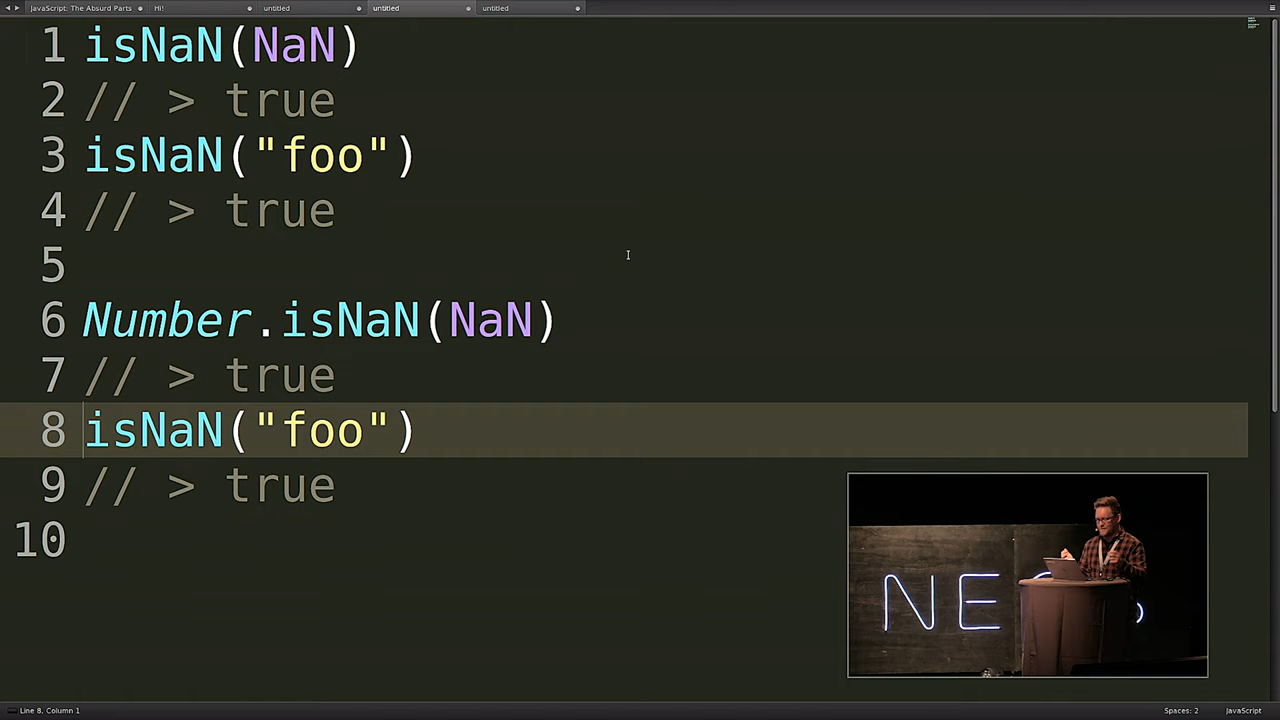 JavaScript: The Absurd Parts
Hi!
untitled
untitled
untitled
1 isNaN(NaN)
2 // > true
3 isNaN("foo")
4 // > true
5
6 Number.isNaN(NaN)
7 // > true
8 isNaN("foo")
9 // > true
10
NE
Line 8, Column 1
Spaces: 2
JavaScript